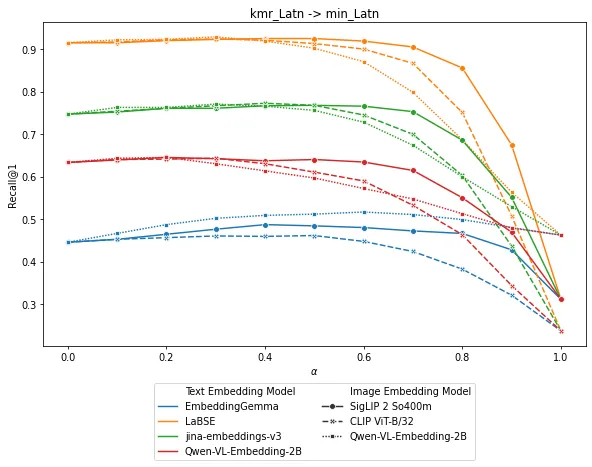 kmr_Latn -> min_Latn
Recall@1
0.9
0.8
0.7
0.6
0.5
0.4
0.3
0.0
0.2
0.4
0.6
0.8
1.0
α
Text Embedding Model
EmbeddingGemma
LaBSE
jina-embeddings-v3
Qwen-VL-Embedding-2B
Image Embedding Model
SigLIP 2 So400m
CLIP ViT-B/32
Qwen-VL-Embedding-2B